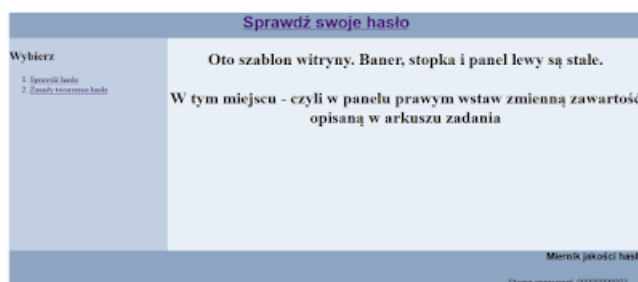 Sprawdź swoje hasło
Wybierz
1. Sprawdź hasło
2. Zasady tworzenia hasła
Oto szablon witryny. Baner, stopka i panel lewy są stałe.
W tym miejscu - czyli w panelu prawym wstaw zmienną zawartość
opisaną w arkuszu zadania
Miernik jakości hasł